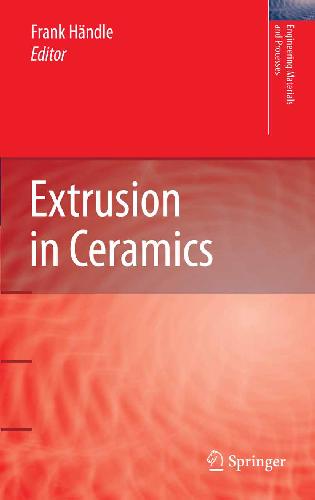 Frank Händle
Editor
Engineering Materials
and Processes
Extrusion
in Ceramics
Springer